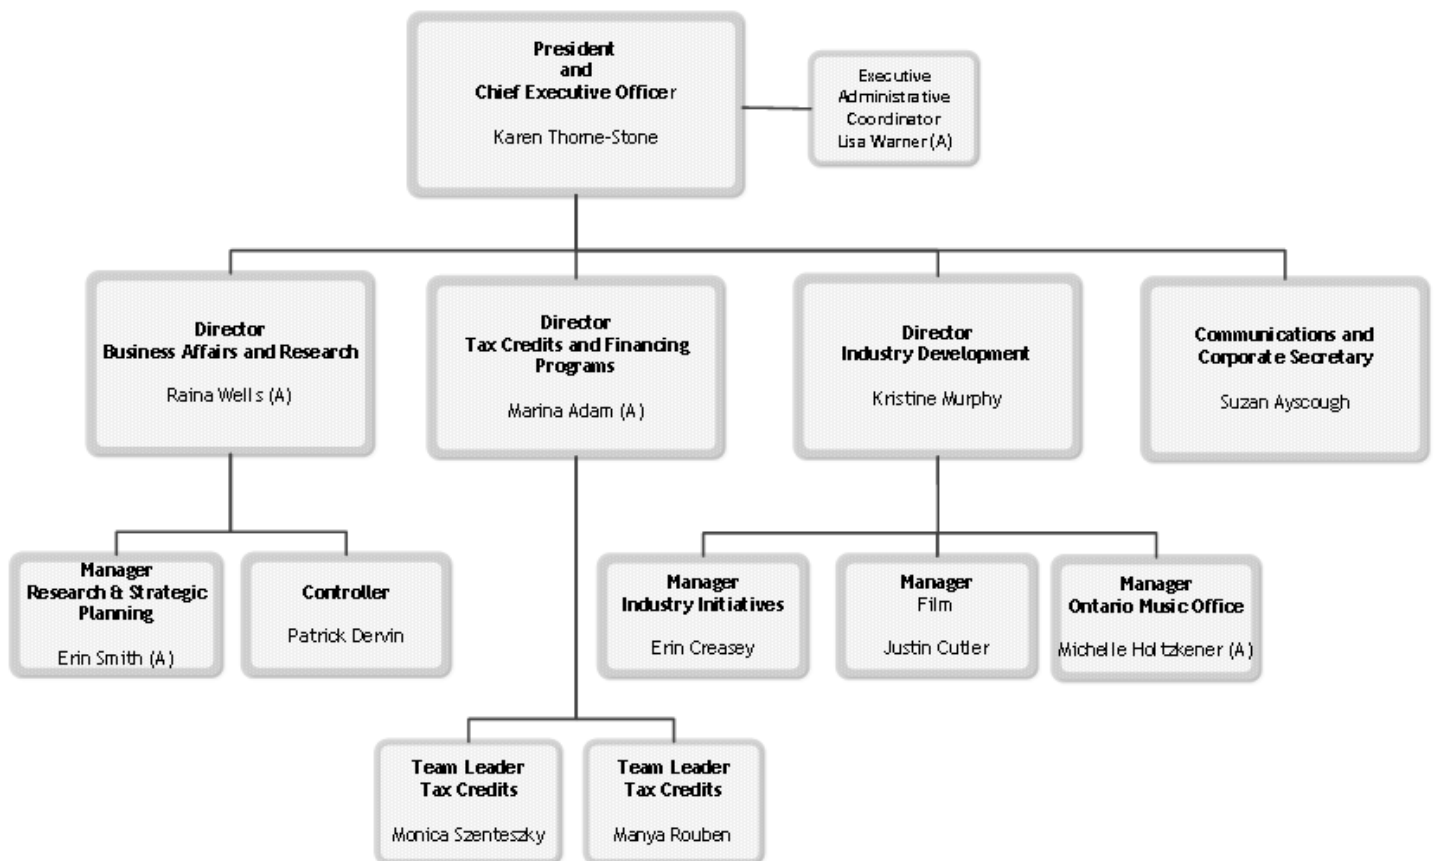 President
and
Chief Executive Officer
Karen Thorne-Stone
Executive
Administrative
Coordinator
Lisa Warner (A)
Director
Business Affairs and Research
Raina Wells (A)
Director
Tax Credits and Financing
Programs
Marina Adam (A)
Director
Industry Development
Kristine Murphy
Communications and
Corporate Secretary
Suzan Ayscough
Manager
Research & Strategic
Planning
Erin Smith (A)
Controller
Patrick Dervin
Manager
Industry Initiatives
Erin Creasey
Manager
Film
Justin Cutler
Manager
Ontario Music Office
Michelle Holtzkener (A)
Team Leader
Tax Credits
Monica Szenteszky
Team Leader
Tax Credits
Manya Rouben